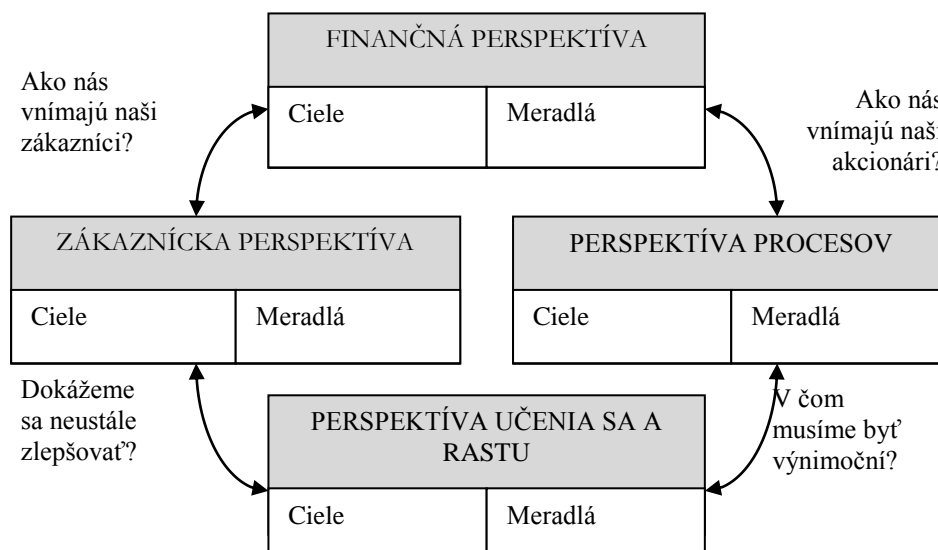 FINANČNÁ PERSPEKTÍVA
Ciele
Meradlá
Ako nás
vnímajú naši
zákazníci?
Ako nás
vnímajú naši
akcionári?
ZÁKAZNÍCKA PERSPEKTÍVA
Ciele
Meradlá
PERSPEKTÍVA PROCESOV
Ciele
Meradlá
Dokážeme
sa neustále
zlepšovať?
V čom
musíme byť
výnimoční?
PERSPEKTÍVA UČENIA SA A
RASTU
Ciele
Meradlá